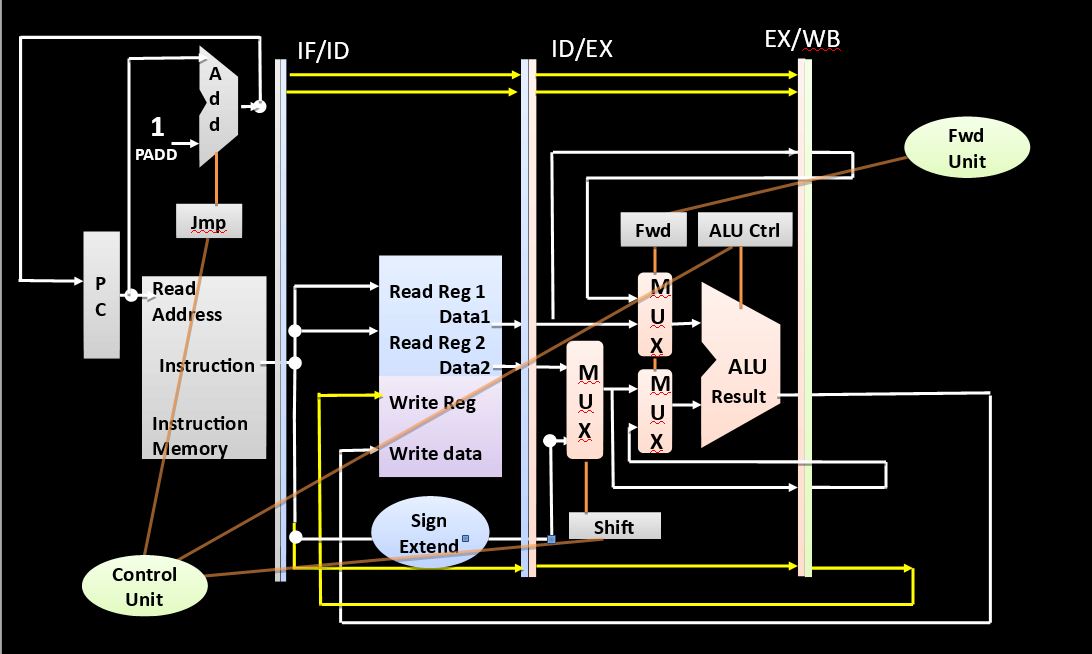 IF/ID
ID/EX
EX/WB
A
d
d
1
PADD
Jmp
P
C
Read
Address
Instruction
Instruction
Memory
Read Reg 1
Data1
Read Reg 2
Data2
Write Reg
Write data
Sign
Extend
Control
Unit
M
U
X
Shift
Fwd
ALU Ctrl
M
U
X
M
U
X
ALU
Result
Fwd
Unit